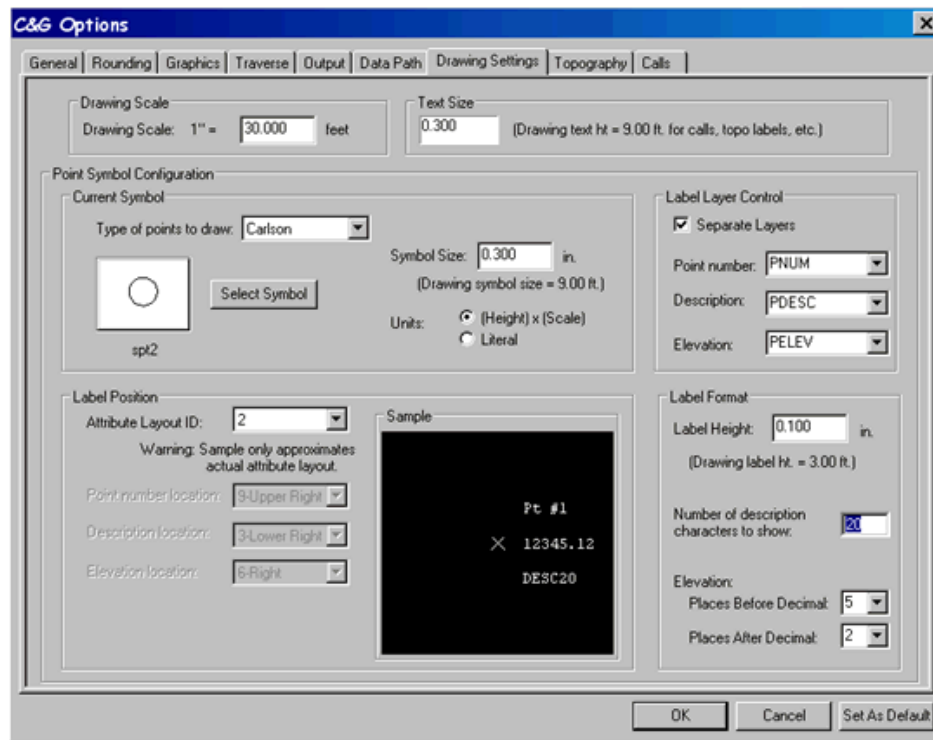 C&G Options
General Rounding Graphics Traverse Output Data Path Drawing Settings Topography Calls
Drawing Scale
Drawing Scale: 1" = 30.000 feet
Text Size
0.300 (Drawing text ht = 9.00 ft. for calls, topo labels, etc.)
Point Symbol Configuration
Current Symbol
Type of points to draw: Carlson
Select Symbol
spt2
Symbol Size: 0.300 in.
(Drawing symbol size = 9.00 ft.)
Units: (Height) x (Scale)
Literal
Label Layer Control
Separate Layers
Point number: PNUM
Description: PDESC
Elevation: PELEV
Label Position
Attribute Layout ID: 2
Warning: Sample only approximates
actual attribute layout.
Point number location: 9-Upper Right
Description location: 3-Lower Right
Elevation location: 6-Right
Sample
Pt #1
12345.12
DESC20
Label Format
Label Height: 0.100 in.
(Drawing label ht. = 3.00 ft.)
Number of description
characters to show: 20
Elevation:
Places Before Decimal: 5
Places After Decimal: 2
OK Cancel Set As Default